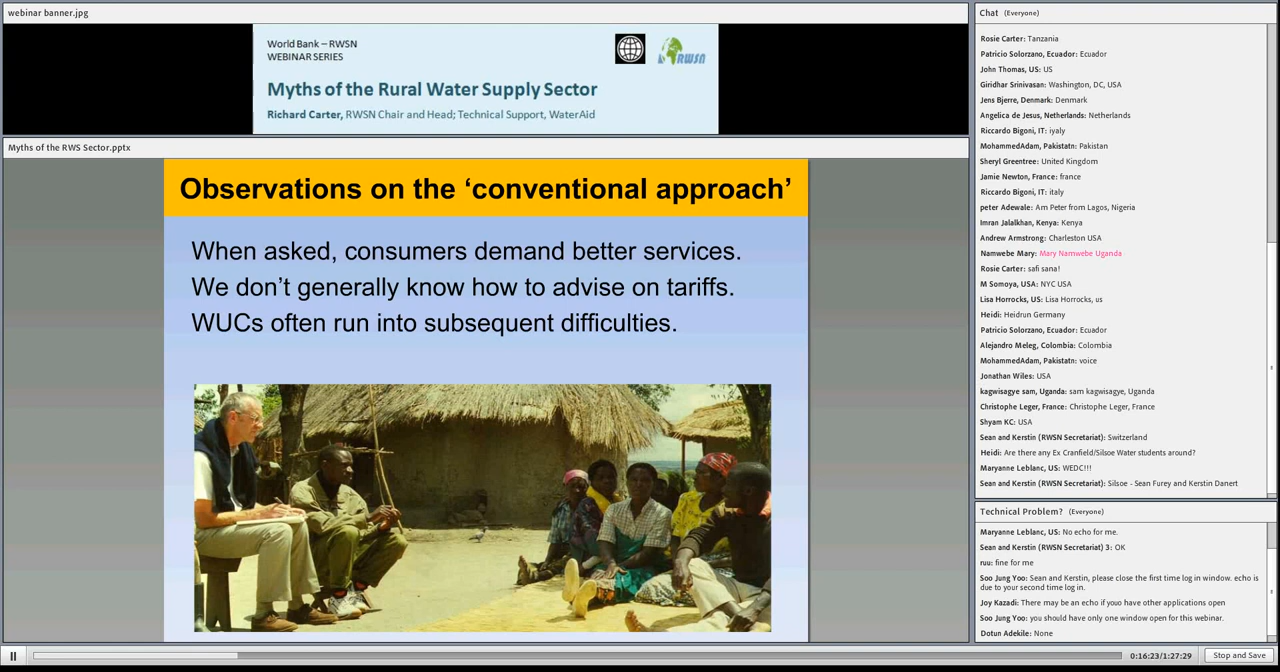 webinar banner.jpg
World Bank – RWSN
WEBINAR SERIES
RWSN
Myths of the Rural Water Supply Sector
Richard Carter, RWSN Chair and Head; Technical Support, WaterAid
Myths of the RWS Sector.pptx
Observations on the ‘conventional approach’
When asked, consumers demand better services.
We don’t generally know how to advise on tariffs.
WUCs often run into subsequent difficulties.
0:16:23/1:27:29
Stop and Save
Chat (Everyone)
Rosie Carter: Tanzania
Patricio Solorzano, Ecuador: Ecuador
John Thomas, US: US
Giridhar Srinivasan: Washington, DC, USA
Jens Bjerre, Denmark: Denmark
Angelica de Jesus, Netherlands: Netherlands
Riccardo Bigoni, IT: iyaly
MohammedAdam, Pakistatn: Pakistan
Sheryl Greentree: United Kingdom
Jamie Newton, France: france
Riccardo Bigoni, IT: italy
peter Adewale: Am Peter from Lagos, Nigeria
Imran Jalalkhan, Kenya: Kenya
Andrew Armstrong: Charleston USA
Namwebe Mary: Mary Namwebe Uganda
Rosie Carter: safi sana!
M Somoya, USA: NYC USA
Lisa Horrocks, US: Lisa Horrocks, us
Heidi: Heidrun Germany
Patricio Solorzano, Ecuador: Ecuador
Alejandro Meleg, Colombia: Colombia
MohammedAdam, Pakistatn: voice
Jonathan Wiles: USA
kagwisagye sam, Uganda: sam kagwisagye, Uganda
Christophe Leger, France: Christophe Leger, France
Shyam KC: USA
Sean and Kerstin (RWSN Secretariat): Switzerland
Heidi: Are there any Ex Cranfield/Silsoe Water students around?
Maryanne Leblanc, US: WEDC!!!
Sean and Kerstin (RWSN Secretariat): Silsoe - Sean Furey and Kerstin Danert
Technical Problem? (Everyone)
Maryanne Leblanc, US: No echo for me.
Sean and Kerstin (RWSN Secretariat) 3: OK
ruu: fine for me
Soo Jung Yoo: Sean and Kerstin, please close the first time log in window. echo is
due to your second time log in.
Joy Kazadi: There may be an echo if youo have other applications open
Soo Jung Yoo: you should have only one window open for this webinar.
Dotun Adekile: None